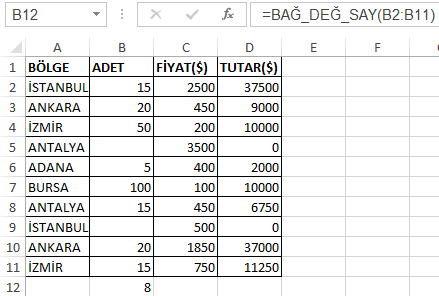 B12 =BAĞ_DEĞ_SAY(B2:B11)
A B C D E F
1 BÖLGE ADET FİYAT($) TUTAR($)
2 İSTANBUL 15 2500 37500
3 ANKARA 20 450 9000
4 İZMİR 50 200 10000
5 ANTALYA 3500 0
6 ADANA 5 400 2000
7 BURSA 100 100 10000
8 ANTALYA 15 450 6750
9 İSTANBUL 500 0
10 ANKARA 20 1850 37000
11 İZMİR 15 750 11250
12 8